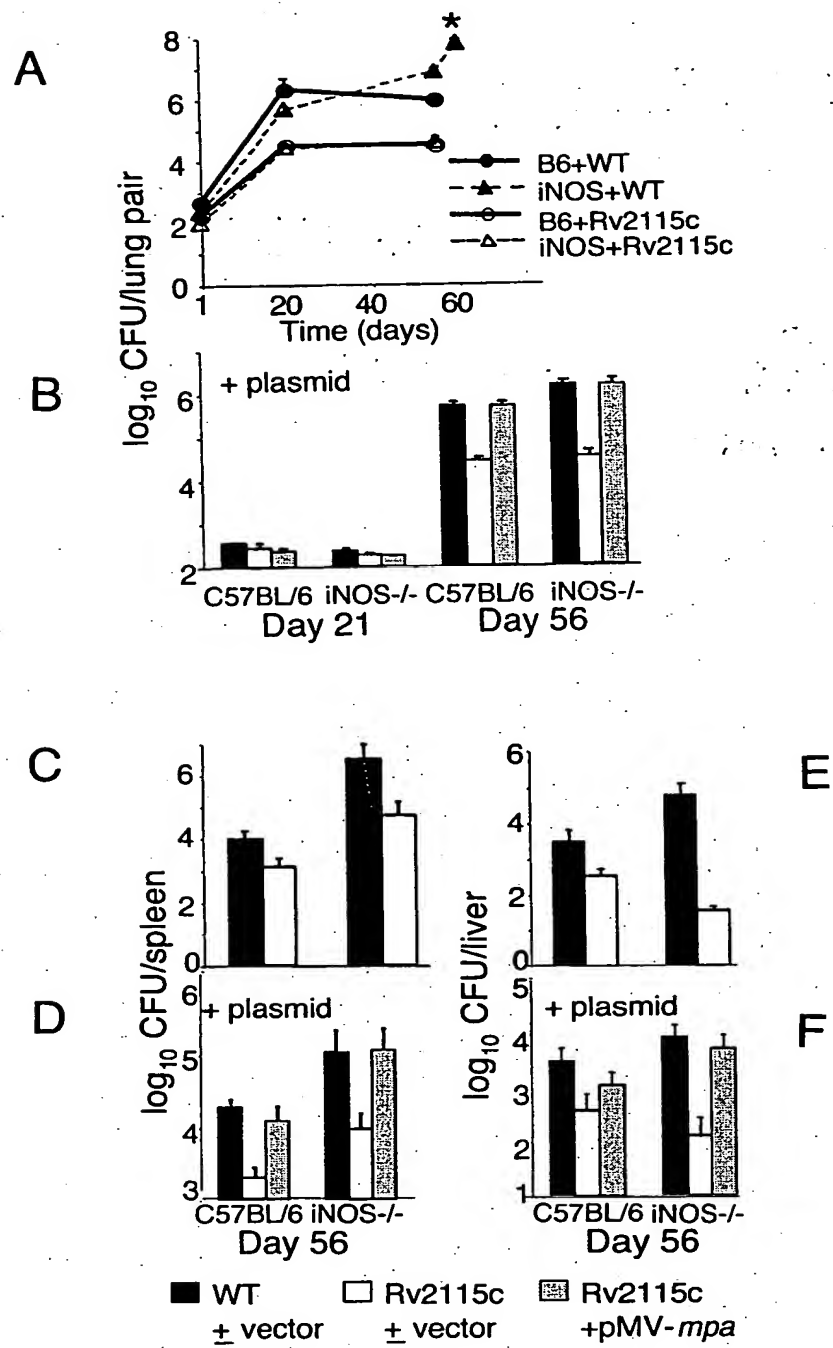 A
*
8
6
4
2
0
log10 CFU/lung pair
B6+WT
iNOS+WT
B6+Rv2115c
iNOS+Rv2115c
1 20 40 60
Time (days)
B
+ plasmid
6
4
2
C57BL/6 iNOS-/- C57BL/6 iNOS-/-
Day 21 Day 56
C
6
4
2
0
log10 CFU/spleen
E
6
4
2
0
log10 CFU/liver
D
+ plasmid
6
5
4
3
C57BL/6 iNOS-/-
Day 56
F
+ plasmid
5
4
3
2
1
C57BL/6 iNOS-/-
Day 56
WT ± vector
Rv2115c ± vector
Rv2115c +pMV-mpa